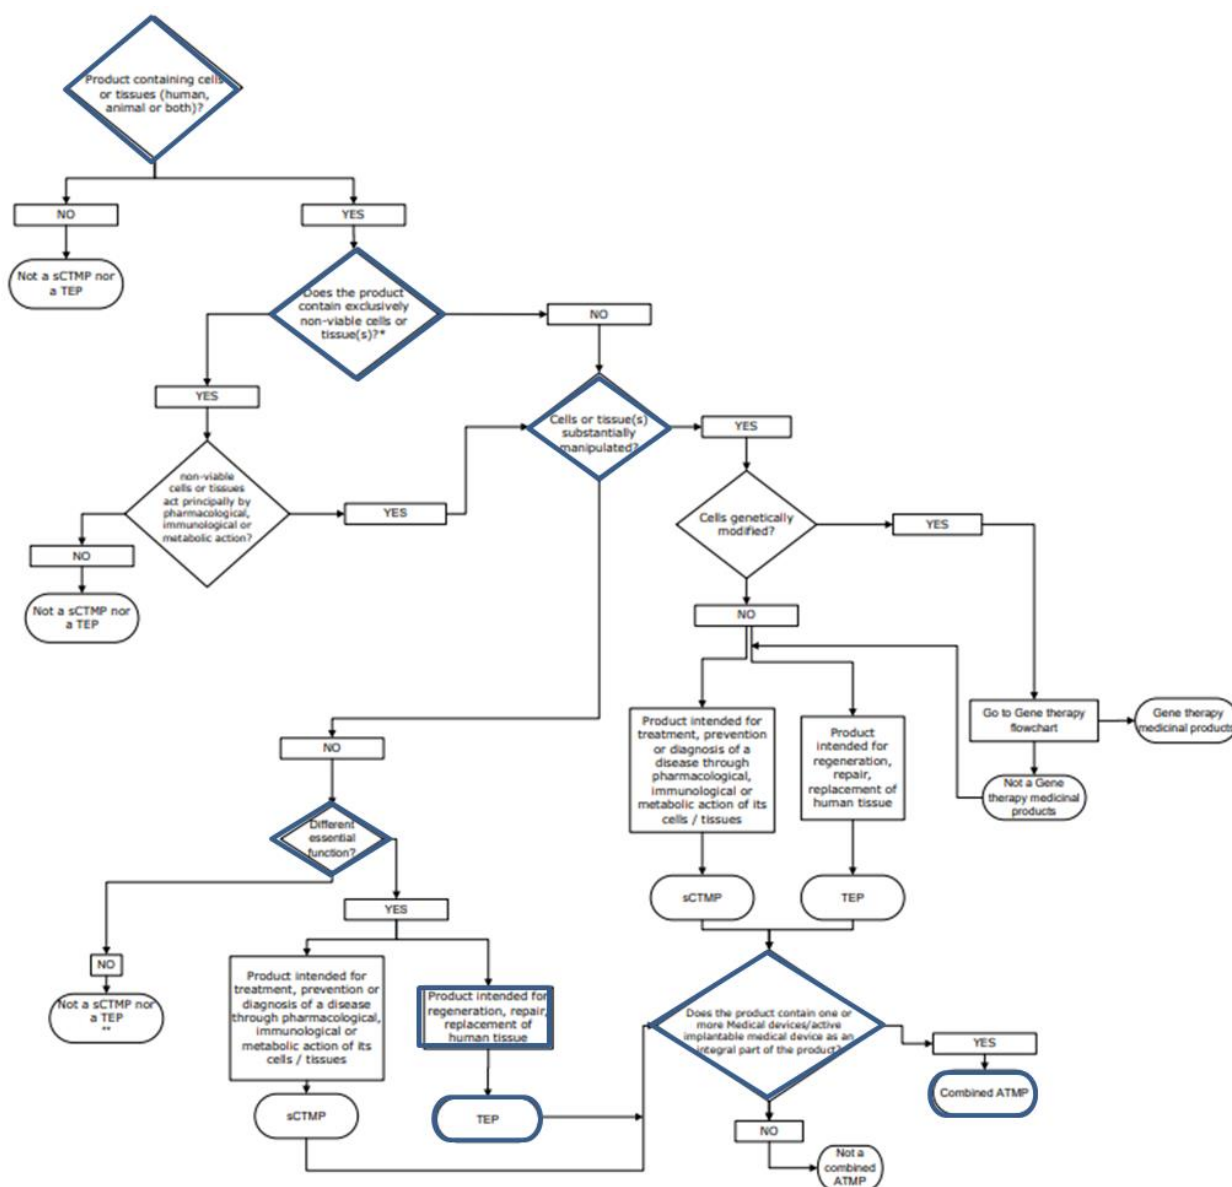 Product containing cells
or tissues (human,
animal or both)?
NO
YES
Not a sCTMP nor
a TEP
Does the product
contain exclusively
non-viable cells or
tissue(s)?*
NO
YES
Cells or tissue(s)
substantially
manipulated?
YES
non-viable
cells or tissues
act principally by
pharmacological,
immunological or
metabolic action?
YES
NO
Not a sCTMP nor
a TEP
Cells genetically
modified?
YES
NO
Product intended for
treatment, prevention
or diagnosis of a
disease through
pharmacological,
immunological or
metabolic action of its
cells / tissues
Product
intended for
regeneration,
repair,
replacement of
human tissue
Go to Gene therapy
flowchart
Gene therapy
medicinal products
Not a Gene
therapy medicinal
products
NO
Different
essential
function?
YES
sCTMP
TEP
NO
Not a sCTMP nor
a TEP
**
Product intended for
treatment, prevention or
diagnosis of a disease
through pharmacological,
immunological or
metabolic action of its
cells / tissues
Product intended for
regeneration, repair,
replacement of
human tissue
Does the product contain one or
more Medical devices/active
implantable medical device as an
integral part of the product?
YES
Combined ATMP
sCTMP
TEP
NO
Not a
combined
ATMP